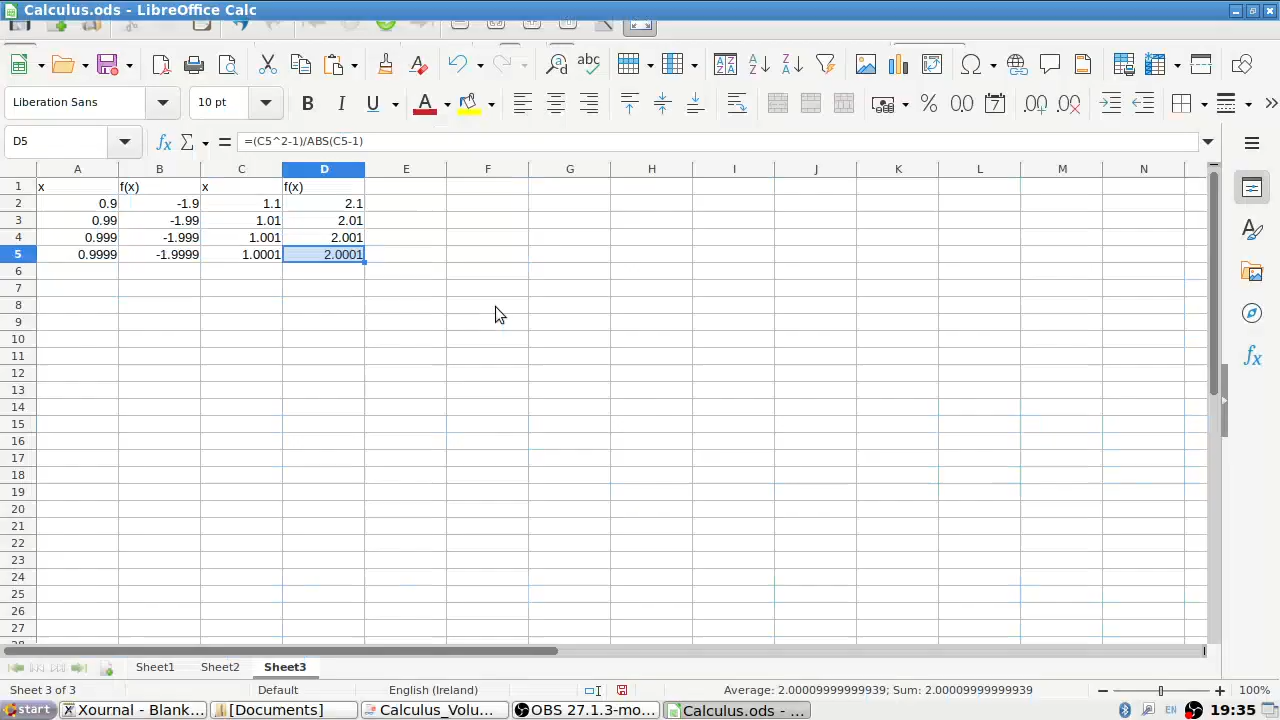 Calculus.ods - LibreOffice Calc
Liberation Sans 10 pt
D5 =(C5^2-1)/ABS(C5-1)
A B C D E F G H I J K L M N
1 x f(x) x f(x)
2 0.9 -1.9 1.1 2.1
3 0.99 -1.99 1.01 2.01
4 0.999 -1.999 1.001 2.001
5 0.9999 -1.9999 1.0001 2.0001
6
7
8
9
10
11
12
13
14
15
16
17
18
19
20
21
22
23
24
25
26
27
Sheet1 Sheet2 Sheet3
Sheet 3 of 3 Default English (Ireland) Average: 2.00009999999939; Sum: 2.00009999999939 100%
start Xournal - Blank... [Documents] Calculus_Volu... OBS 27.1.3-mo... Calculus.ods - ... EN 19:35